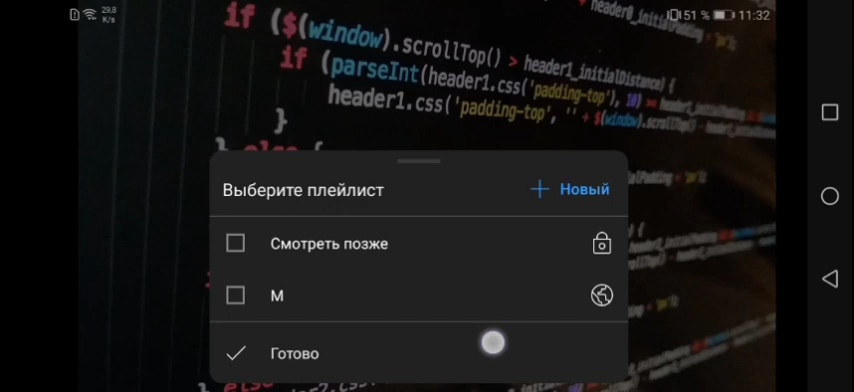 29,8
K/s
51 % 11:32
if ($(window).scrollTop() > header1_initialDistance) {
if (parseInt(header1.css('padding-top'), 10) >=
header1.css('padding-top', '' + $(window).scrollTop() -
}
} else {
Выберите плейлист
Новый
Смотреть позже
М
Готово